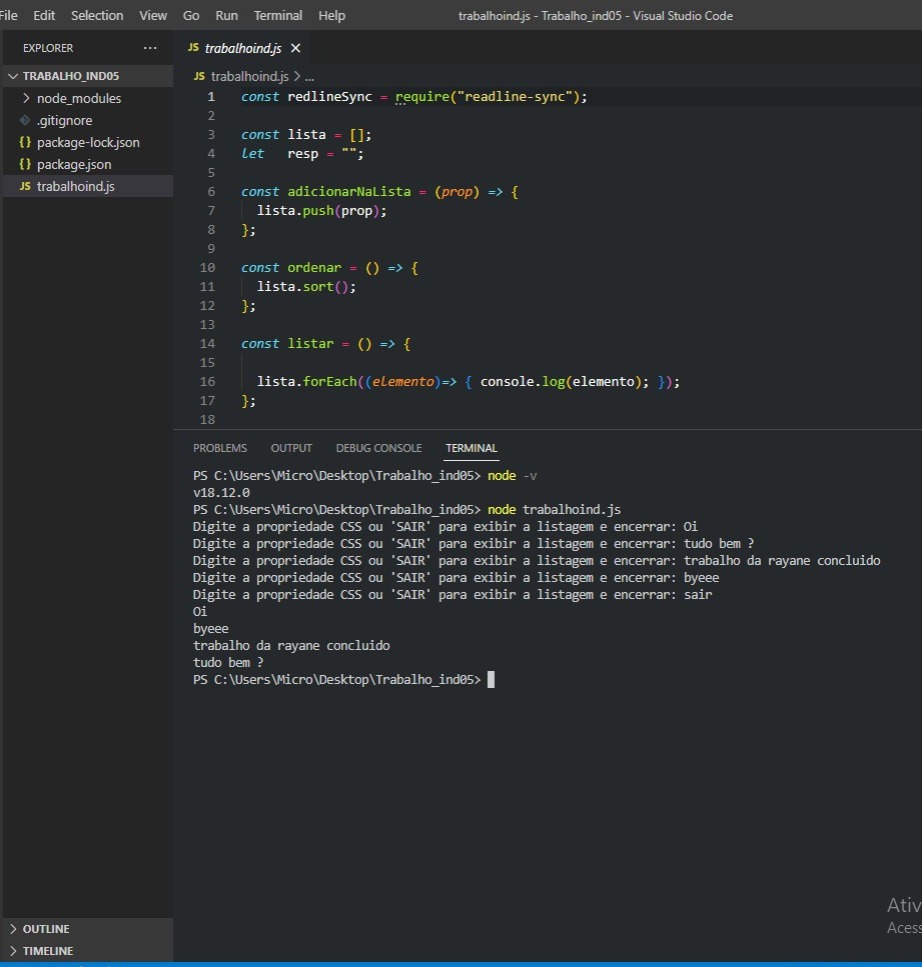 File Edit Selection View Go Run Terminal Help trabalhoind.js - Trabalho_ind05 - Visual Studio Code
EXPLORER ...
TRABALHO_IND05
node_modules
.gitignore
{} package-lock.json
{} package.json
JS trabalhoind.js
OUTLINE
TIMELINE
JS trabalhoind.js ×
JS trabalhoind.js > ...
1 const redlineSync = require("readline-sync");
2
3 const lista = [];
4 let resp = "";
5
6 const adicionarNaLista = (prop) => {
7 lista.push(prop);
8 };
9
10 const ordenar = () => {
11 lista.sort();
12 };
13
14 const listar = () => {
15
16 lista.forEach((elemento)=> { console.log(elemento); });
17 };
18
PROBLEMS OUTPUT DEBUG CONSOLE TERMINAL
PS C:\Users\Micro\Desktop\Trabalho_ind05> node -v
v18.12.0
PS C:\Users\Micro\Desktop\Trabalho_ind05> node trabalhoind.js
Digite a propriedade CSS ou 'SAIR' para exibir a listagem e encerrar: Oi
Digite a propriedade CSS ou 'SAIR' para exibir a listagem e encerrar: tudo bem ?
Digite a propriedade CSS ou 'SAIR' para exibir a listagem e encerrar: trabalho da rayane concluido
Digite a propriedade CSS ou 'SAIR' para exibir a listagem e encerrar: byeee
Digite a propriedade CSS ou 'SAIR' para exibir a listagem e encerrar: sair
Oi
byeee
trabalho da rayane concluido
tudo bem ?
PS C:\Users\Micro\Desktop\Trabalho_ind05>
Ativ
Acess